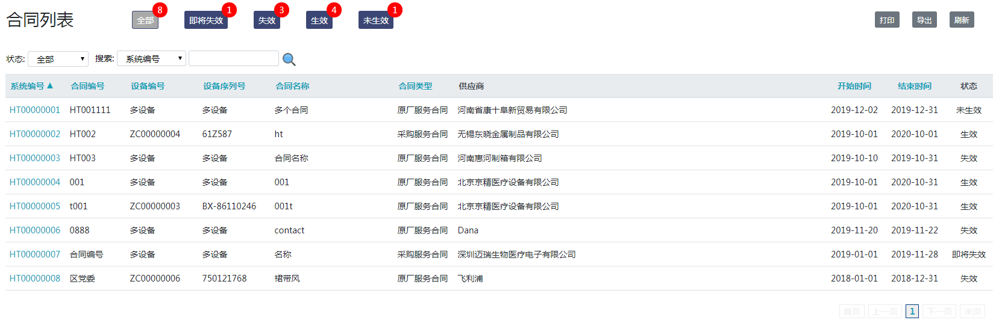 合同列表 全部 8 即将失效 1 失效 3 生效 4 未生效 1 打印 导出 刷新
状态: 全部 搜索: 系统编号
系统编号 合同编号 设备编号 设备序列号 合同名称 合同类型 供应商 开始时间 结束时间 状态
HT00000001 HT001111 多设备 多设备 多个合同 原厂服务合同 河南省康十阜新贸易有限公司 2019-12-02 2019-12-31 未生效
HT00000002 HT002 ZC00000004 61Z587 ht 采购服务合同 无锡东晓金属制品有限公司 2019-10-01 2020-10-01 生效
HT00000003 HT003 多设备 多设备 合同名称 原厂服务合同 河南惠河制箱有限公司 2019-10-10 2019-10-31 失效
HT00000004 001 多设备 多设备 001 原厂服务合同 北京京精医疗设备有限公司 2019-10-01 2020-10-31 生效
HT00000005 t001 ZC00000003 BX-86110246 001t 原厂服务合同 北京京精医疗设备有限公司 2019-10-01 2020-10-31 生效
HT00000006 0888 多设备 多设备 contact 原厂服务合同 Dana 2019-11-20 2019-11-22 失效
HT00000007 合同编号 多设备 多设备 名称 采购服务合同 深圳迈瑞生物医疗电子有限公司 2019-01-01 2019-11-28 即将失效
HT00000008 区党委 ZC00000006 750121768 裙带风 原厂服务合同 飞利浦 2018-01-01 2018-12-31 失效
首页 上一页 1 下一页 末页